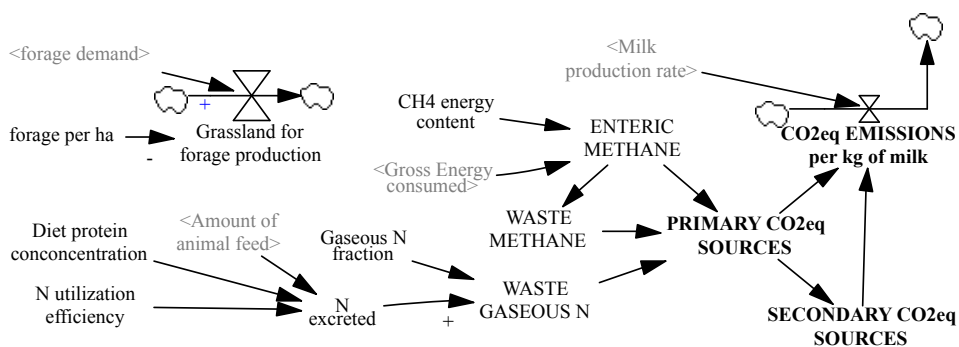 <forage demand>
+
forage per ha
-
Grassland for
forage production
<Milk
production rate>
CO2eq EMISSIONS
per kg of milk
CH4 energy
content
ENTERIC
METHANE
<Gross Energy
consumed>
WASTE
METHANE
PRIMARY CO2eq
SOURCES
Diet protein
conconcentration
<Amount of
animal feed>
Gaseous N
fraction
N utilization
efficiency
N
excreted
+
WASTE
GASEOUS N
SECONDARY CO2eq
SOURCES